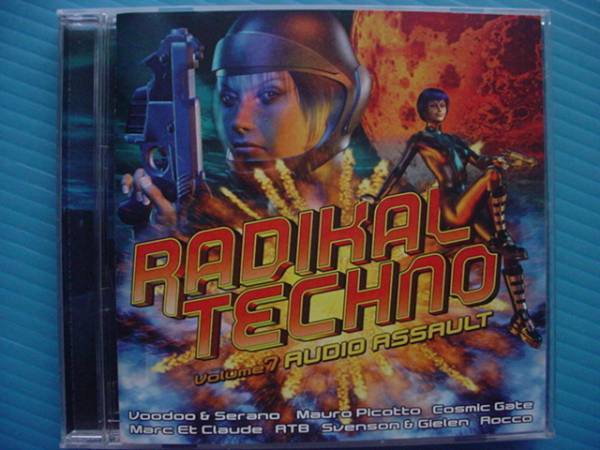 RADIKAL
TECHNO
Volume 7 AUDIO ASSAULT
Voodoo & Serano Mauro Picotto Cosmic Gate
Marc Et Claude ATB Svenson & Gielen Rocco